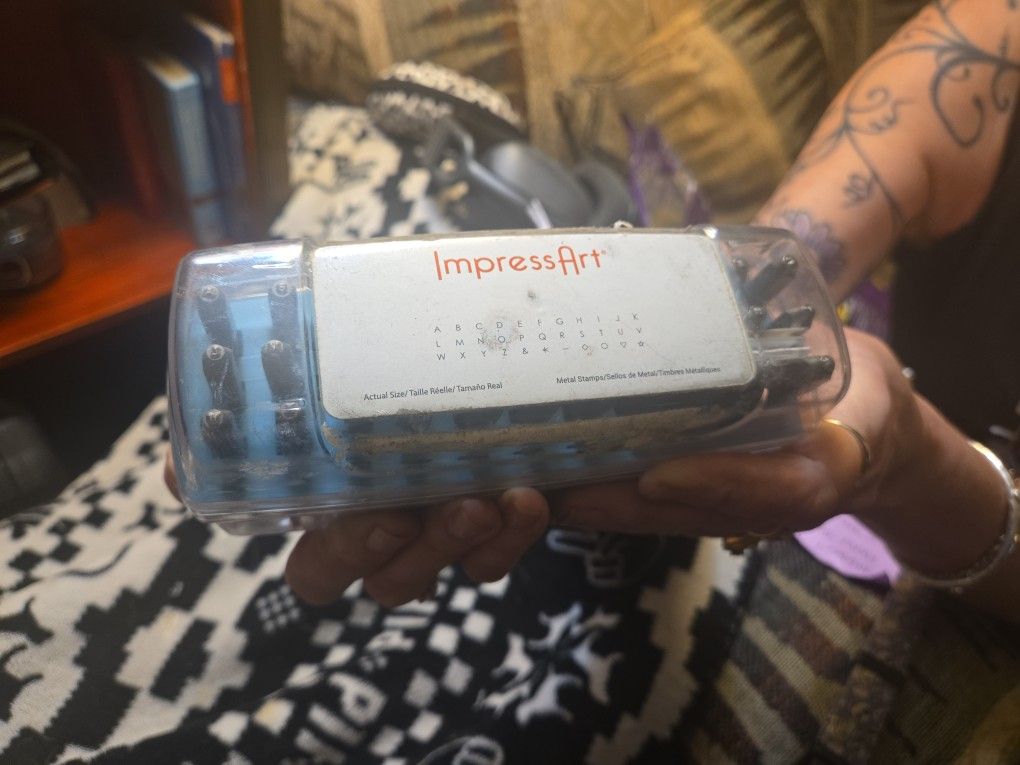 ImpressArt®
A B C D E F G H I J K
L M N O P Q R S T U V
W X Y Z & * – ◇ ○ ♡ ☆
Actual Size/Taille Réelle/Tamaño Real
Metal Stamps/Sellos de Metal/Timbres Métalliques